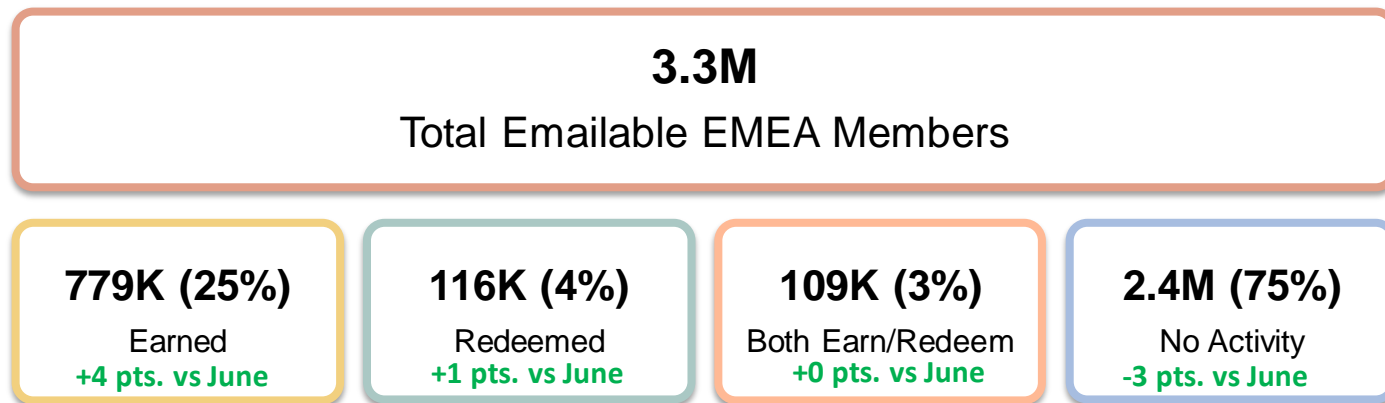 3.3M
Total Emailable EMEA Members
779K (25%)
Earned
+4 pts. vs June
116K (4%)
Redeemed
+1 pts. vs June
109K (3%)
Both Earn/Redeem
+0 pts. vs June
2.4M (75%)
No Activity
-3 pts. vs June